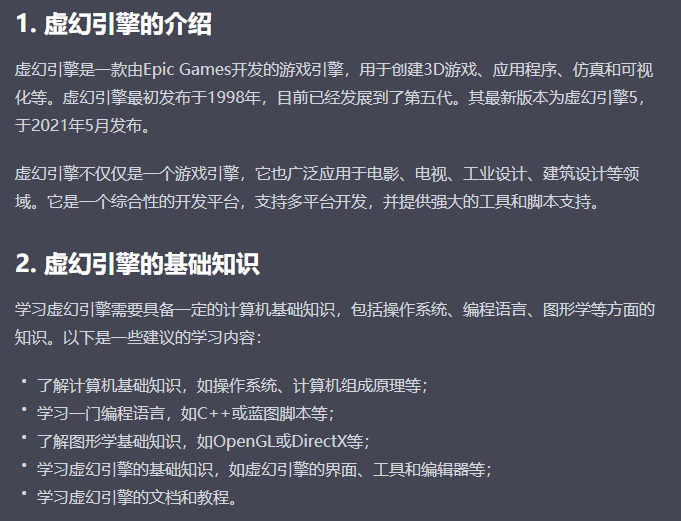 1. 虚幻引擎的介绍
虚幻引擎是一款由Epic Games开发的游戏引擎，用于创建3D游戏、应用程序、仿真和可视
化等。虚幻引擎最初发布于1998年，目前已经发展到了第五代。其最新版本为虚幻引擎5，
于2021年5月发布。
虚幻引擎不仅仅是一个游戏引擎，它也广泛应用于电影、电视、工业设计、建筑设计等领
域。它是一个综合性的开发平台，支持多平台开发，并提供强大的工具和脚本支持。
2. 虚幻引擎的基础知识
学习虚幻引擎需要具备一定的计算机基础知识，包括操作系统、编程语言、图形学等方面的
知识。以下是一些建议的学习内容：
• 了解计算机基础知识，如操作系统、计算机组成原理等；
• 学习一门编程语言，如C++或蓝图脚本等；
• 了解图形学基础知识，如OpenGL或DirectX等；
• 学习虚幻引擎的基础知识，如虚幻引擎的界面、工具和编辑器等；
• 学习虚幻引擎的文档和教程。